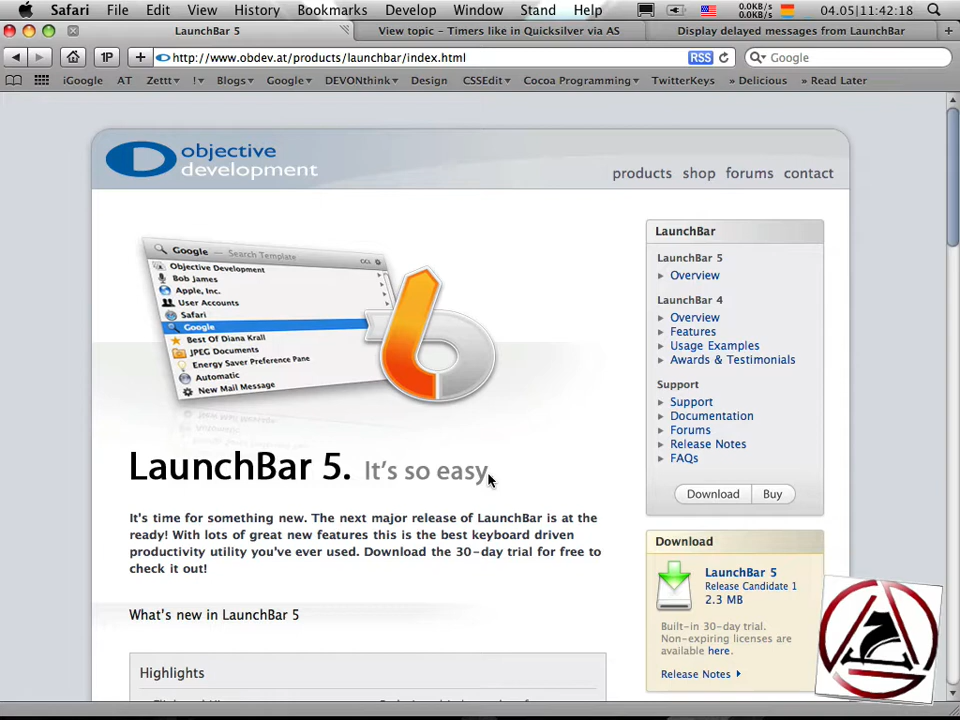 Safari File Edit View History Bookmarks Develop Window Stand Help 0.0KB/s 0.0KB/s 04.05|11:42:18
LaunchBar 5 View topic - Timers like in Quicksilver via AS Display delayed messages from LaunchBar
1P http://www.obdev.at/products/launchbar/index.html RSS Google
iGoogle AT Zettt Blogs Google DEVONthink Design CSSEdit Cocoa Programming TwitterKeys » Delicious » Read Later
objective
development
products shop forums contact
Google — Search Template
Objective Development
Bob James
Apple, Inc.
User Accounts
Safari
Google
Best Of Diana Krall
JPEG Documents
Energy Saver Preference Pane
Automatic
New Mail Message
LaunchBar 5. It's so easy.
It's time for something new. The next major release of LaunchBar is at the
ready! With lots of great new features this is the best keyboard driven
productivity utility you've ever used. Download the 30-day trial for free to
check it out!
What's new in LaunchBar 5
Highlights
LaunchBar
LaunchBar 5
Overview
LaunchBar 4
Overview
Features
Usage Examples
Awards & Testimonials
Support
Support
Documentation
Forums
Release Notes
FAQs
Download Buy
Download
LaunchBar 5
Release Candidate 1
2.3 MB
Built-in 30-day trial.
Non-expiring licenses are
available here.
Release Notes